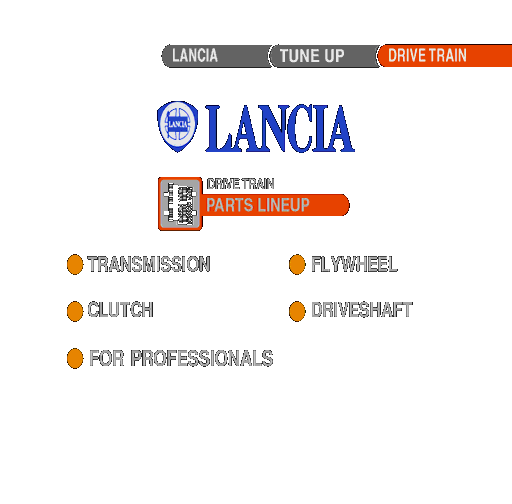 LANCIA TUNE UP DRIVE TRAIN
LANCIA LANCIA
DRIVE TRAIN
PARTS LINEUP
TRANSMISSION FLYWHEEL
CLUTCH DRIVESHAFT
FOR PROFESSIONALS